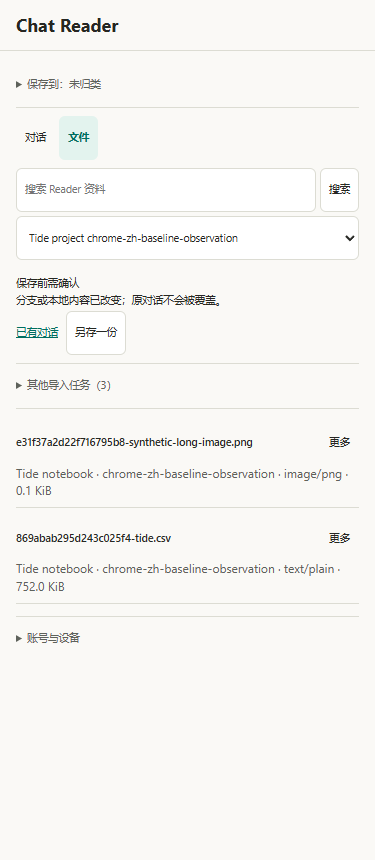 Chat Reader
保存到：未归类
对话 文件
搜索 Reader 资料 搜索
Tide project chrome-zh-baseline-observation
保存前需确认
分支或本地内容已改变；原对话不会被覆盖。
已有对话 另存一份
其他导入任务（3）
e31f37a2d22f716795b8-synthetic-long-image.png 更多
Tide notebook · chrome-zh-baseline-observation · image/png ·
0.1 KiB
869abab295d243c025f4-tide.csv 更多
Tide notebook · chrome-zh-baseline-observation · text/plain ·
752.0 KiB
账号与设备